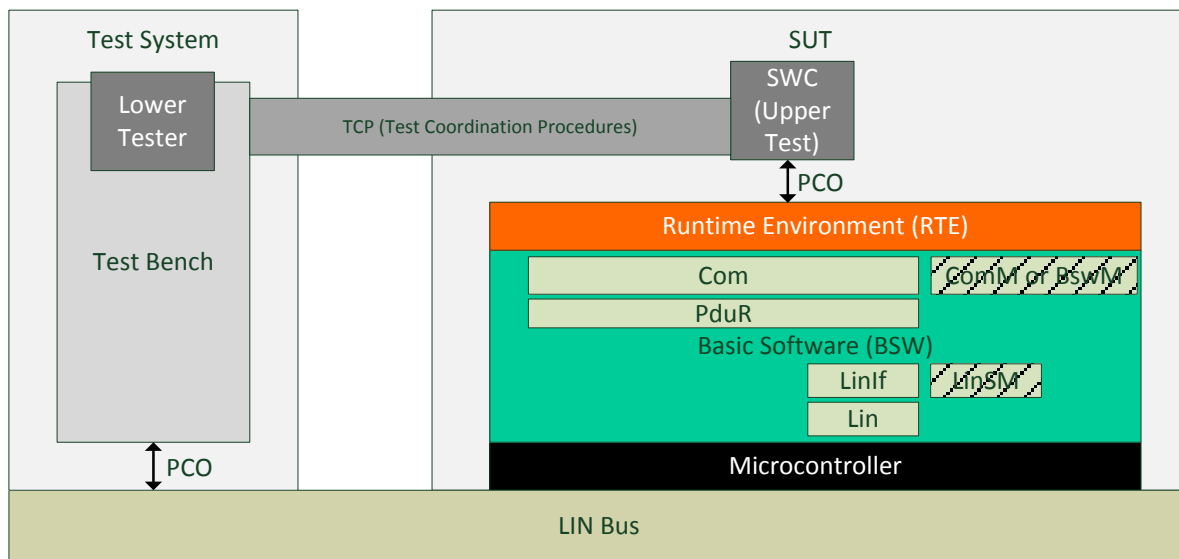 Test System
SUT
Lower
Tester
SWC
(Upper
Test)
TCP (Test Coordination Procedures)
PCO
Runtime Environment (RTE)
Test Bench
Com
ComM or BswM
PduR
Basic Software (BSW)
LinIf
LinSM
Lin
PCO
Microcontroller
LIN Bus